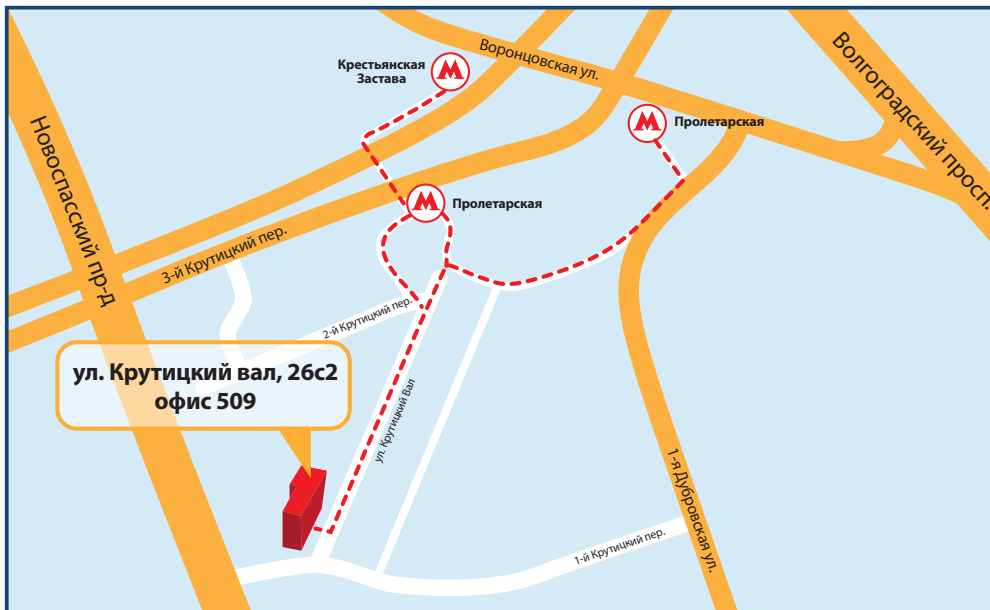 Воронцовская ул.
Волгоградский просп.
Крестьянская
Застава
М
М
Пролетарская
Новоспасский пр-д
М
Пролетарская
3-й Крутицкий пер.
2-й Крутицкий пер.
ул. Крутицкий вал, 26с2
офис 509
ул. Крутицкий Вал
1-я Дубровская ул.
1-й Крутицкий пер.